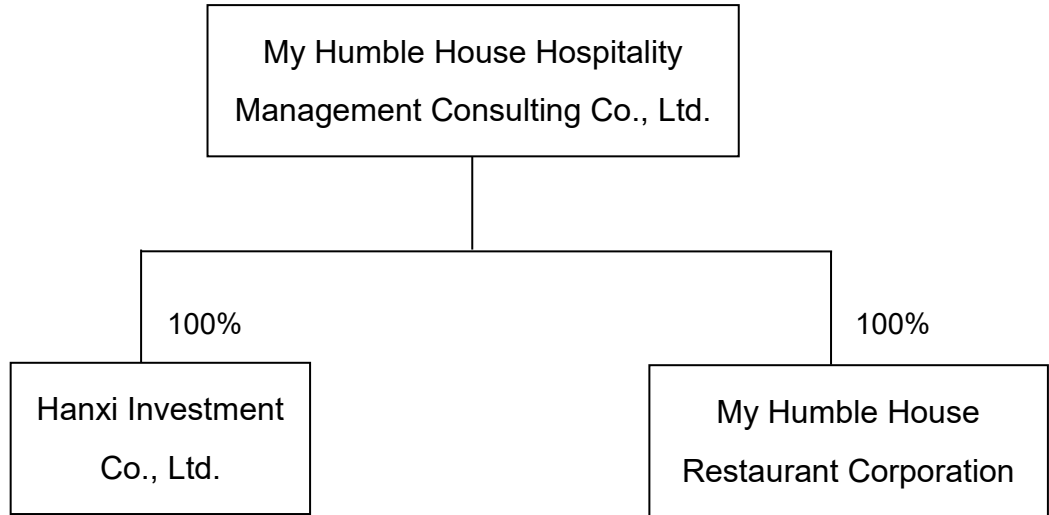 My Humble House Hospitality
Management Consulting Co., Ltd.
100%
100%
Hanxi Investment
Co., Ltd.
My Humble House
Restaurant Corporation